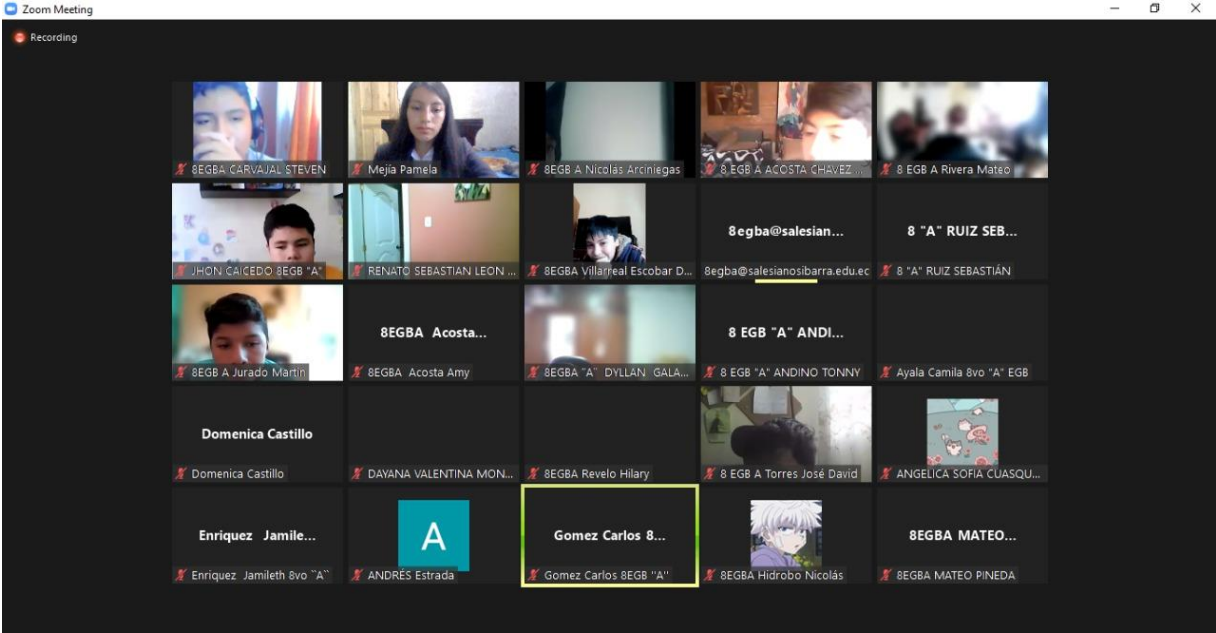 Zoom Meeting
Recording
8EGBA CARVAJAL STEVEN
Mejía Pamela
8EGB A Nicolás Arciniegas
8 EGB A ACOSTA CHAVEZ ...
8 EGB A Rivera Mateo
JHON CAICEDO 8EGB "A"
RENATO SEBASTIAN LEON ...
8EGBA Villarreal Escobar D...
8egba@salesian...
8egba@salesianosibarra.edu.ec
8 "A" RUIZ SEB...
8 "A" RUIZ SEBASTIÁN
8EGB A Jurado Martin
8EGBA Acosta...
8EGBA Acosta Amy
8EGBA "A" DYLLAN GALA...
8 EGB "A" ANDI...
8 EGB "A" ANDINO TONNY
Ayala Camila 8vo "A" EGB
Domenica Castillo
Domenica Castillo
DAYANA VALENTINA MON...
8EGBA Revelo Hilary
8 EGB A Torres José David
ANGELICA SOFIA CUASQU...
Enriquez Jamile...
Enriquez Jamileth 8vo ``A``
A
ANDRÉS Estrada
Gomez Carlos 8...
Gomez Carlos 8EGB "A"
8EGBA Hidrobo Nicolás
8EGBA MATEO...
8EGBA MATEO PINEDA